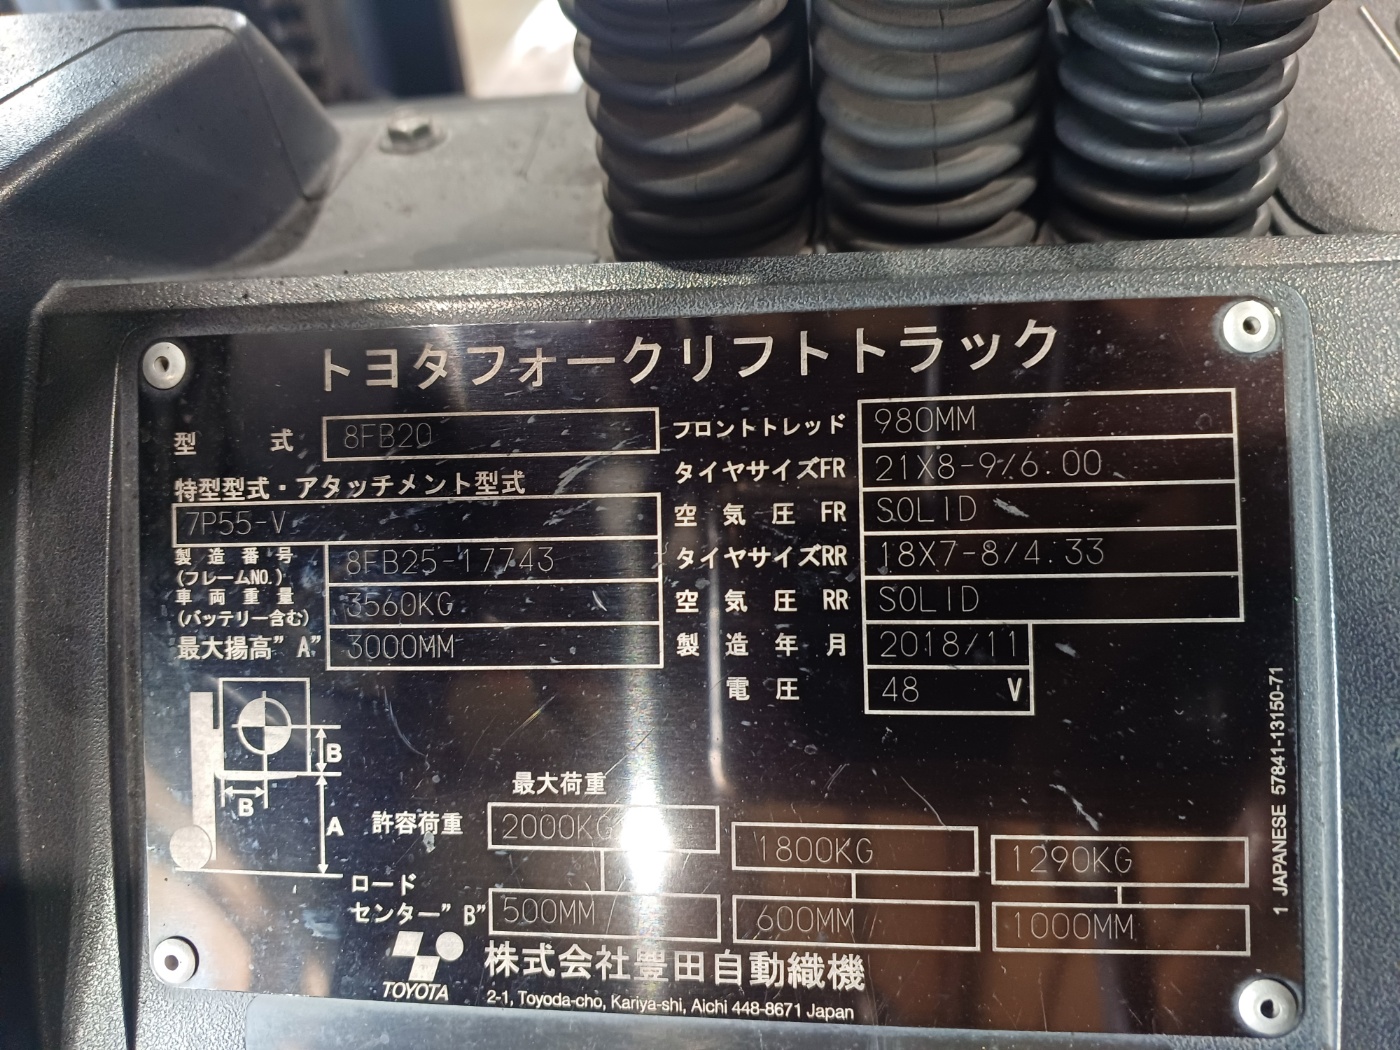 トヨタフォークリフトトラック
型式 8FB20
特型型式・アタッチメント型式
7P55-V
製造番号
(フレームNO.) 8FB25-17743
車両重量
(バッテリー含む) 3560KG
最大揚高"A" 3000MM
フロントトレッド 980MM
タイヤサイズFR 21X8-9/6.00
空気圧 FR SOLID
タイヤサイズRR 18X7-8/4.33
空気圧 RR SOLID
製造年月 2018/11
電圧 48 V
B
B
A
最大荷重
許容荷重 2000KG 1800KG 1290KG
ロード
センター"B" 500MM 600MM 1000MM
TOYOTA 株式会社豊田自動織機
2-1, Toyoda-cho, Kariya-shi, Aichi 448-8671 Japan
1 JAPANESE 57841-13150-71